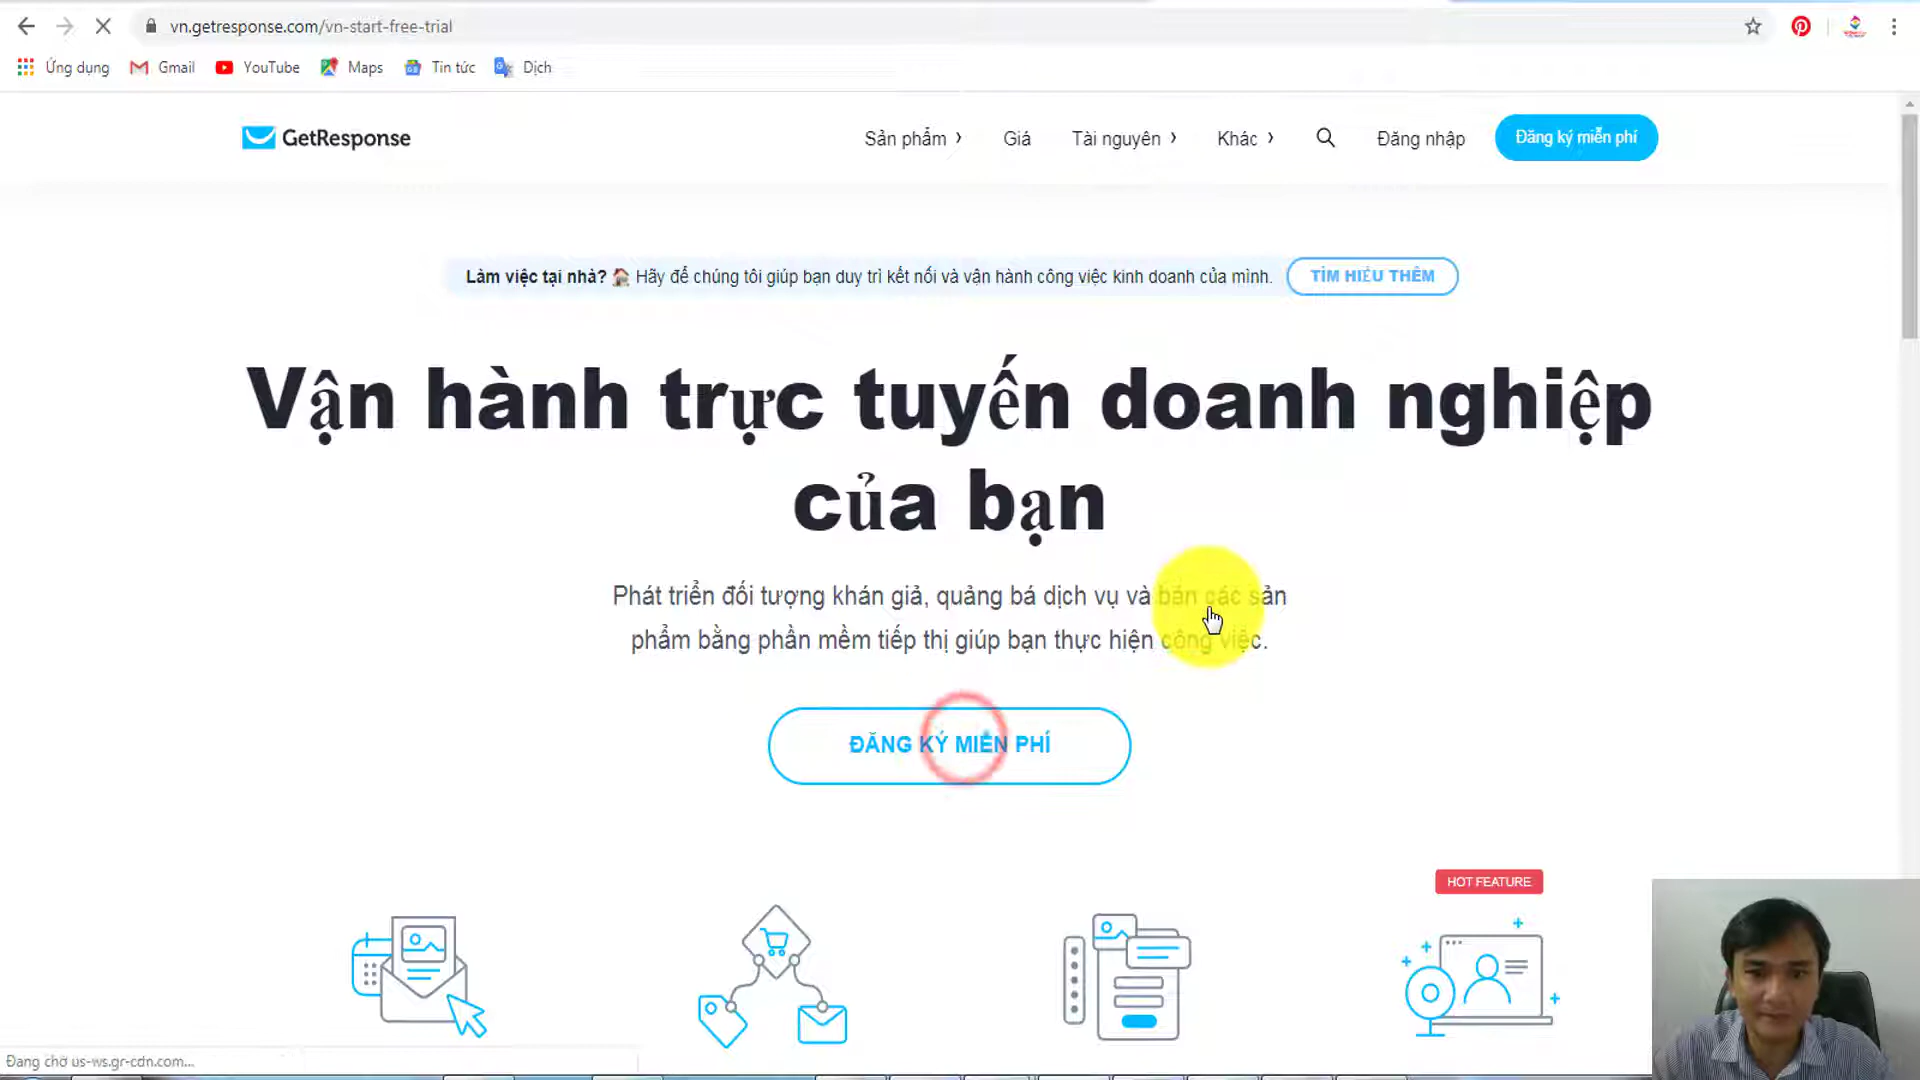 vn.getresponse.com/vn-start-free-trial
Ứng dụng Gmail YouTube Maps Tin tức Dịch
GetResponse Sản phẩm Giá Tài nguyên Khác Đăng nhập Đăng ký miễn phí
Làm việc tại nhà? Hãy để chúng tôi giúp bạn duy trì kết nối và vận hành công việc kinh doanh của mình. TÌM HIỂU THÊM
Vận hành trực tuyến doanh nghiệp
của bạn
Phát triển đối tượng khán giả, quảng bá dịch vụ và bán các sản
phẩm bằng phần mềm tiếp thị giúp bạn thực hiện công việc.
ĐĂNG KÝ MIỄN PHÍ
HOT FEATURE
Đang chờ us-ws.gr-cdn.com...